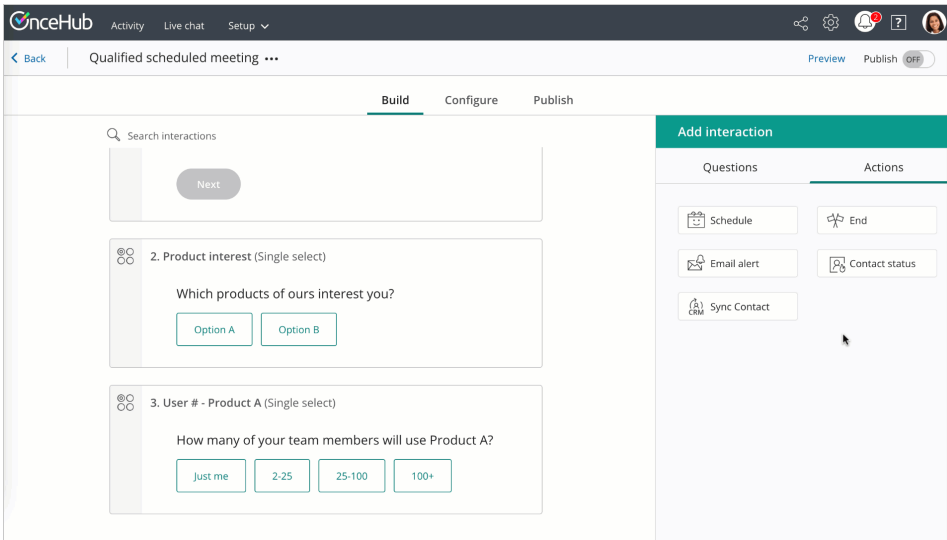 OnceHub Activity Live chat Setup 2 ?
Back Qualified scheduled meeting ••• Preview Publish OFF
Build Configure Publish
Search interactions
Next
2. Product interest (Single select)
Which products of ours interest you?
Option A Option B
3. User # - Product A (Single select)
How many of your team members will use Product A?
Just me 2-25 25-100 100+
Add interaction
Questions Actions
Schedule End
Email alert Contact status
CRM Sync Contact